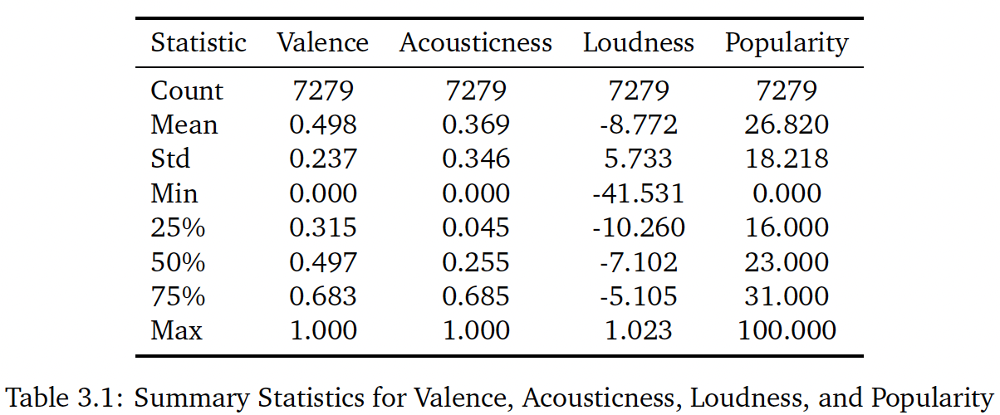 Statistic Valence Acousticness Loudness Popularity
Count 7279 7279 7279 7279
Mean 0.498 0.369 -8.772 26.820
Std 0.237 0.346 5.733 18.218
Min 0.000 0.000 -41.531 0.000
25% 0.315 0.045 -10.260 16.000
50% 0.497 0.255 -7.102 23.000
75% 0.683 0.685 -5.105 31.000
Max 1.000 1.000 1.023 100.000
Table 3.1: Summary Statistics for Valence, Acousticness, Loudness, and Popularity